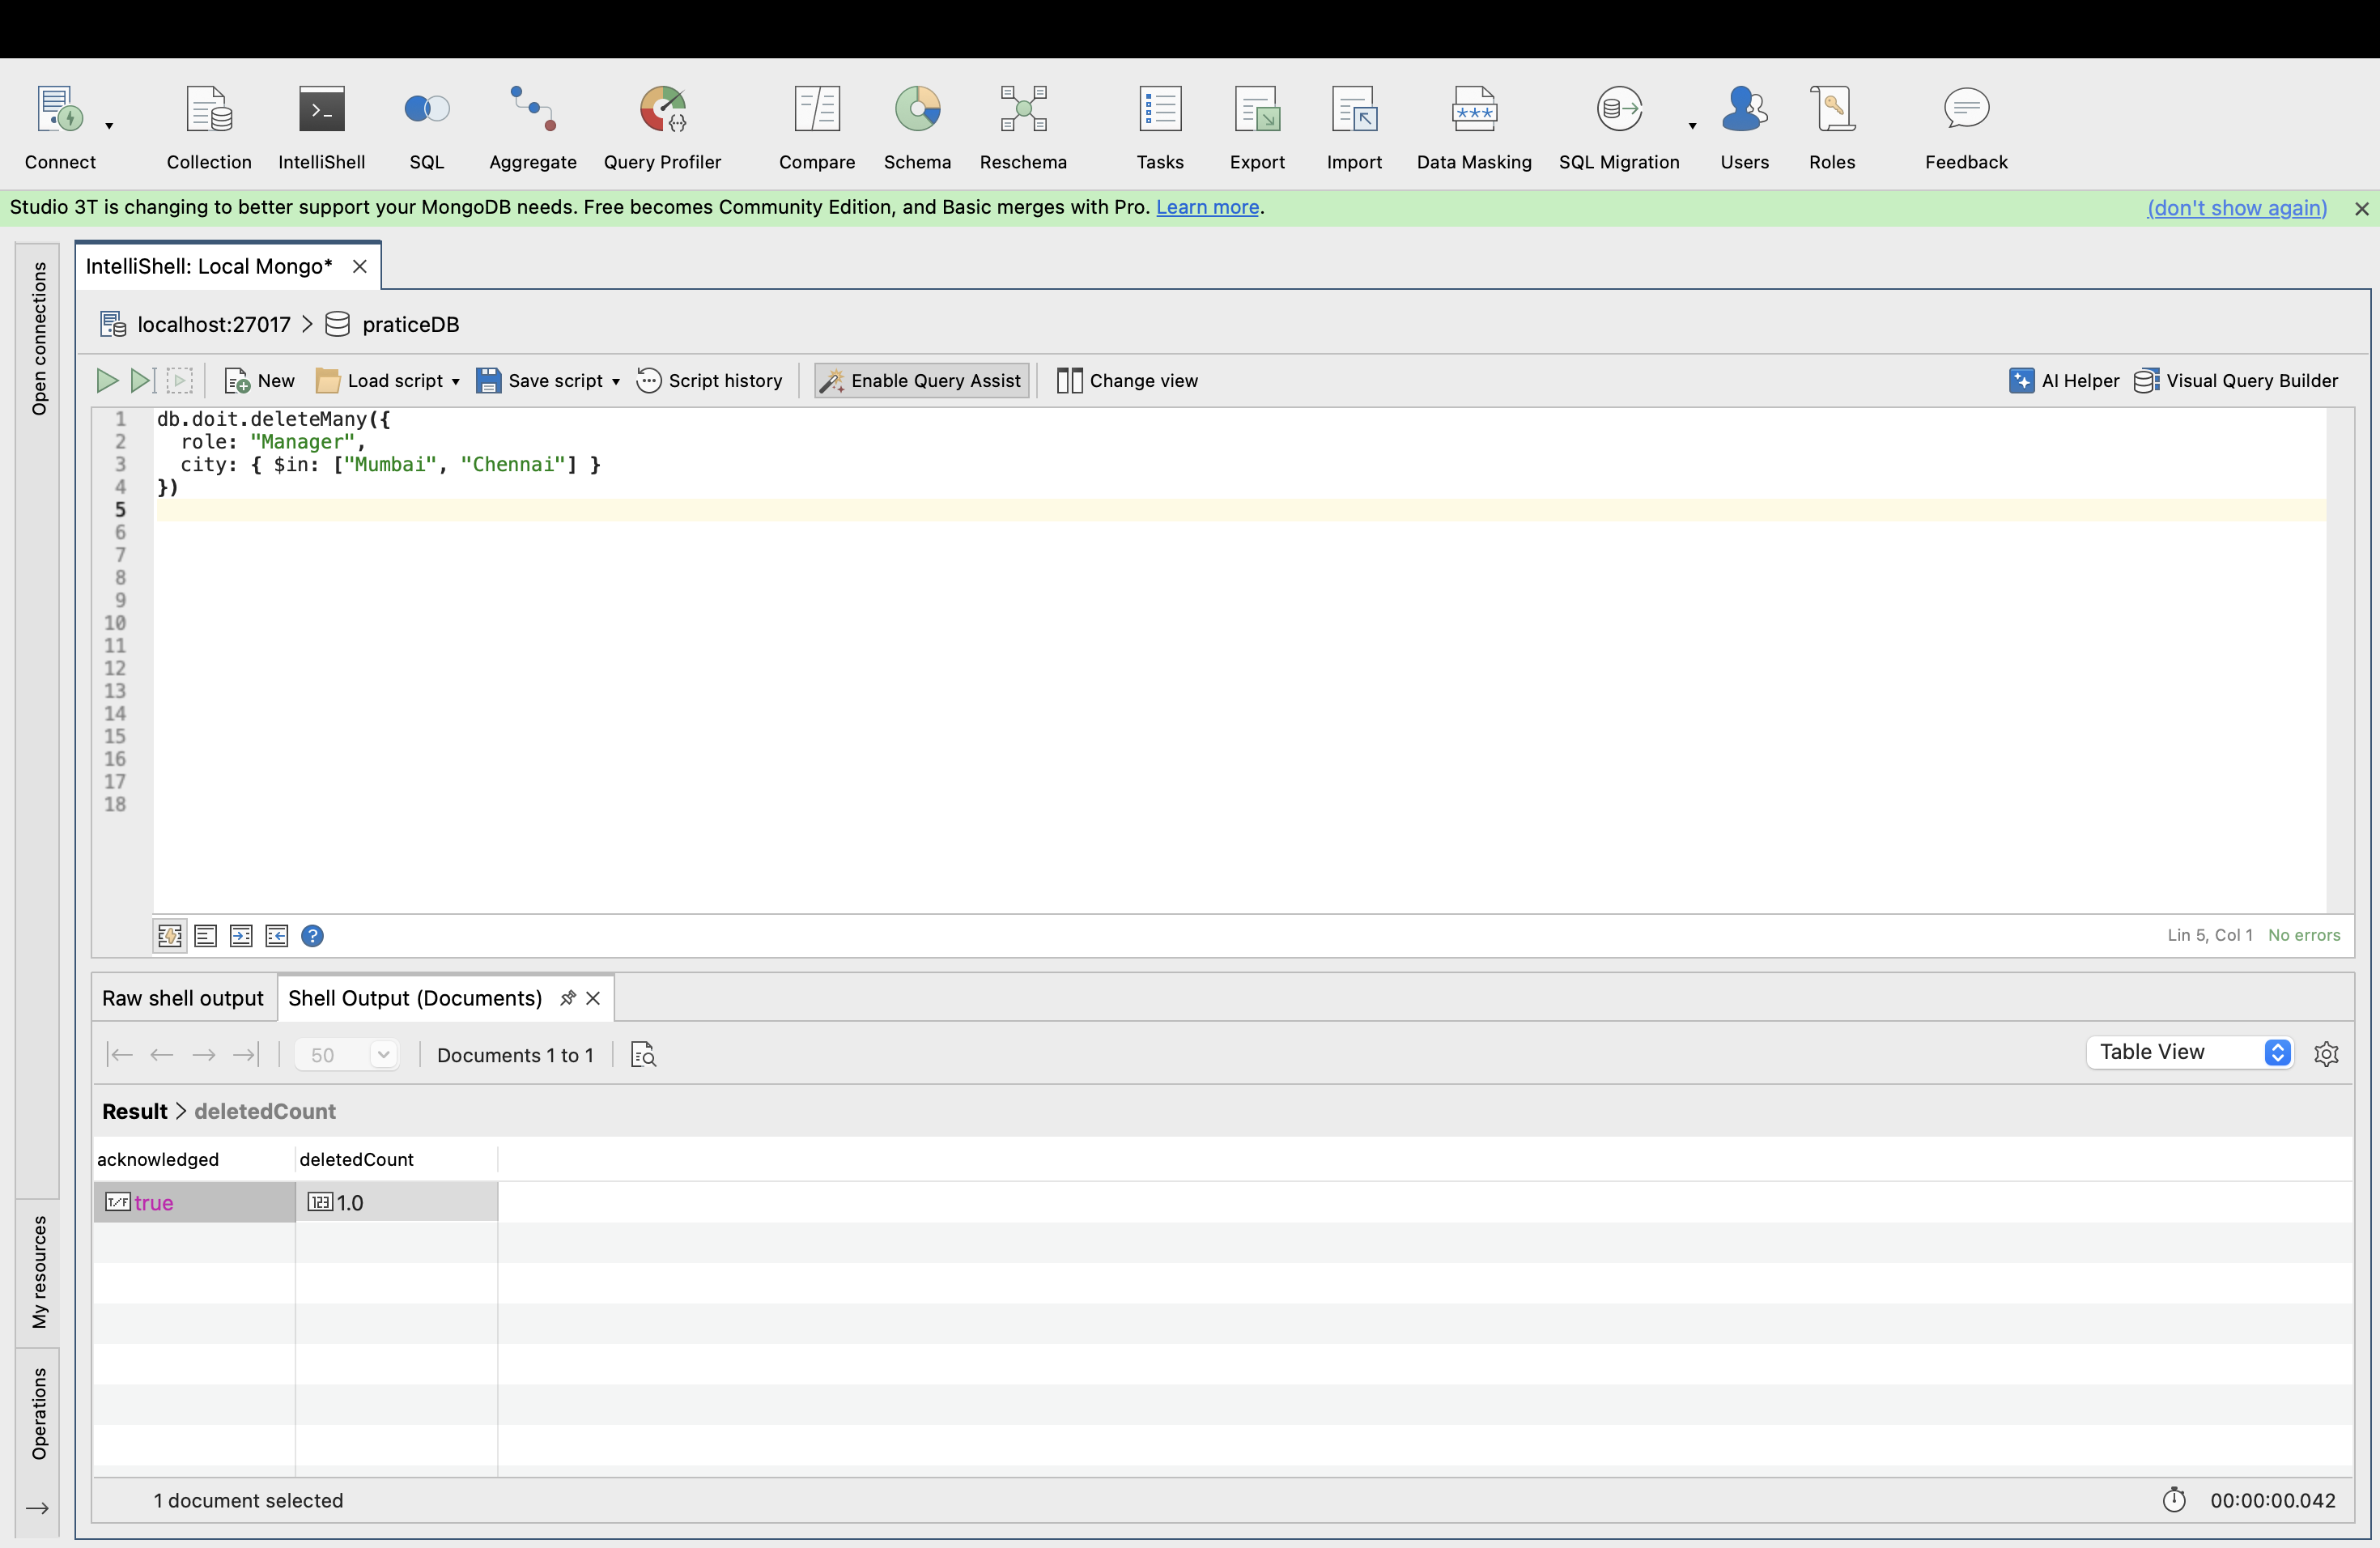 Connect
Collection
IntelliShell
SQL
Aggregate
Query Profiler
Compare
Schema
Reschema
Tasks
Export
Import
Data Masking
SQL Migration
Users
Roles
Feedback
Studio 3T is changing to better support your MongoDB needs. Free becomes Community Edition, and Basic merges with Pro. Learn more.
(don't show again)
Open connections
IntelliShell: Local Mongo*
localhost:27017 > praticeDB
New
Load script
Save script
Script history
Enable Query Assist
Change view
AI Helper
Visual Query Builder
1 db.doit.deleteMany({
2   role: "Manager",
3   city: { $in: ["Mumbai", "Chennai"] }
4 })
5
6
7
8
9
10
11
12
13
14
15
16
17
18
Lin 5, Col 1 No errors
Raw shell output
Shell Output (Documents)
50
Documents 1 to 1
Table View
Result > deletedCount
acknowledged deletedCount
T/F true 123 1.0
My resources
Operations
1 document selected
00:00:00.042